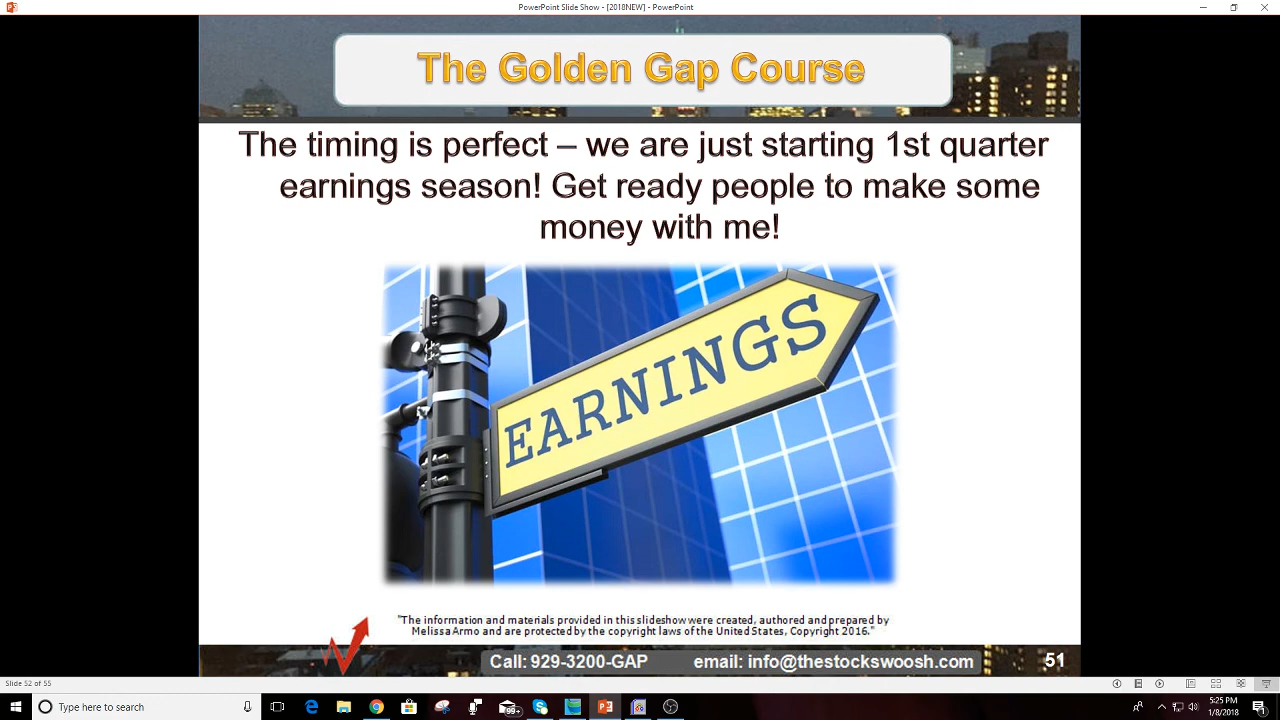 PowerPoint Slide Show - [2018NEW] - PowerPoint
The Golden Gap Course
The timing is perfect – we are just starting 1st quarter
earnings season! Get ready people to make some
money with me!
EARNINGS
"The information and materials provided in this slideshow were created, authored and prepared by
Melissa Armo and are protected by the copyright laws of the United States, Copyright 2016."
Call: 929-3200-GAP email: info@thestockswoosh.com 51
Slide 52 of 55
Type here to search
99+
5:25 PM
1/8/2018